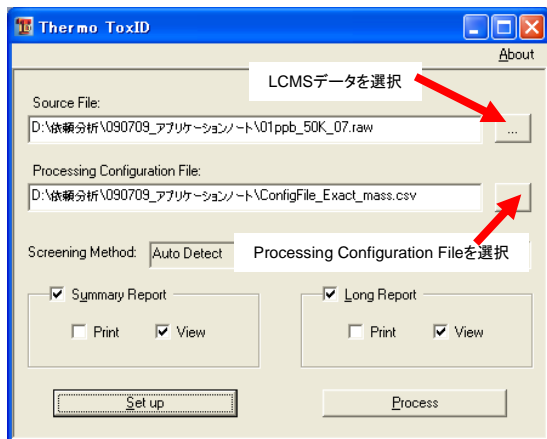 Thermo ToxID
About
LCMSデータを選択
Source File:
D:\依頼分析\090709_アプリケーションノート\01ppb_50K_07.raw
...
Processing Configuration File:
D:\依頼分析\090709_アプリケーションノート\ConfigFile_Exact_mass.csv
Screening Method: Auto Detect
Processing Configuration Fileを選択
Summary Report
Long Report
Print View
Print View
Set up
Process